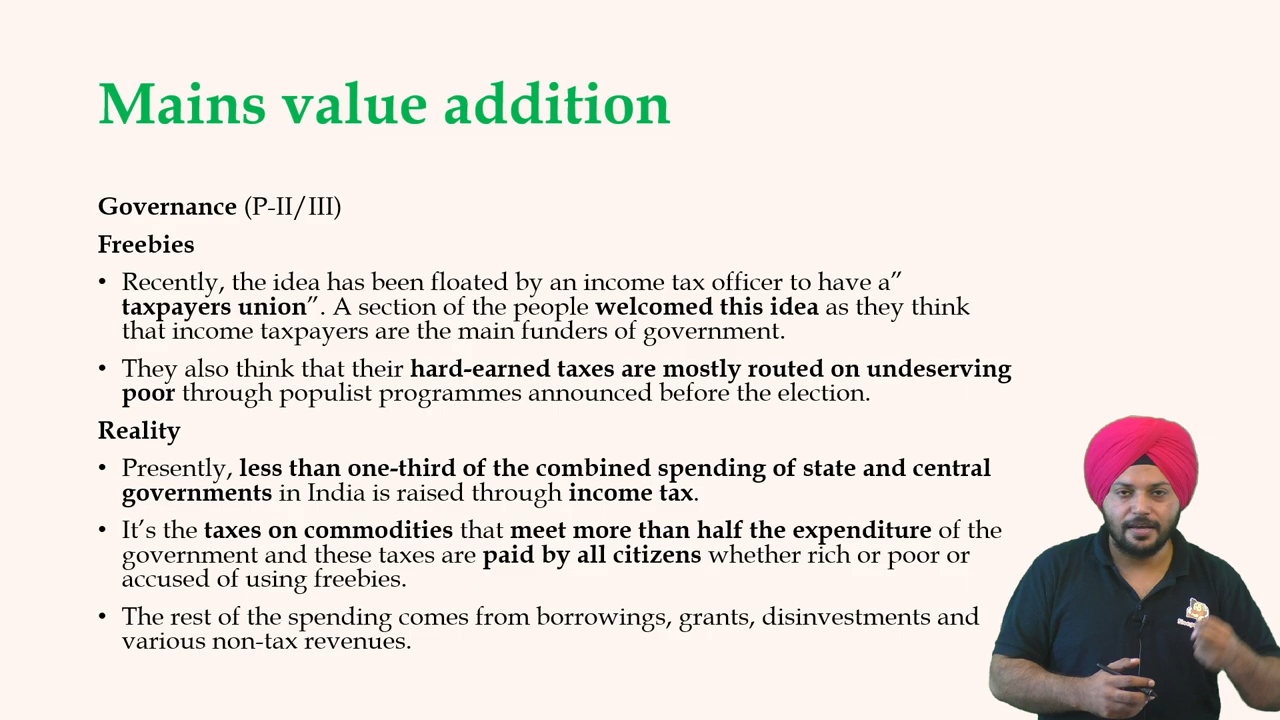 Mains value addition
Governance (P-II/III)
Freebies
• Recently, the idea has been floated by an income tax officer to have a”
taxpayers union”. A section of the people welcomed this idea as they think
that income taxpayers are the main funders of government.
• They also think that their hard-earned taxes are mostly routed on undeserving
poor through populist programmes announced before the election.
Reality
• Presently, less than one-third of the combined spending of state and central
governments in India is raised through income tax.
• It’s the taxes on commodities that meet more than half the expenditure of the
government and these taxes are paid by all citizens whether rich or poor or
accused of using freebies.
• The rest of the spending comes from borrowings, grants, disinvestments and
various non-tax revenues.